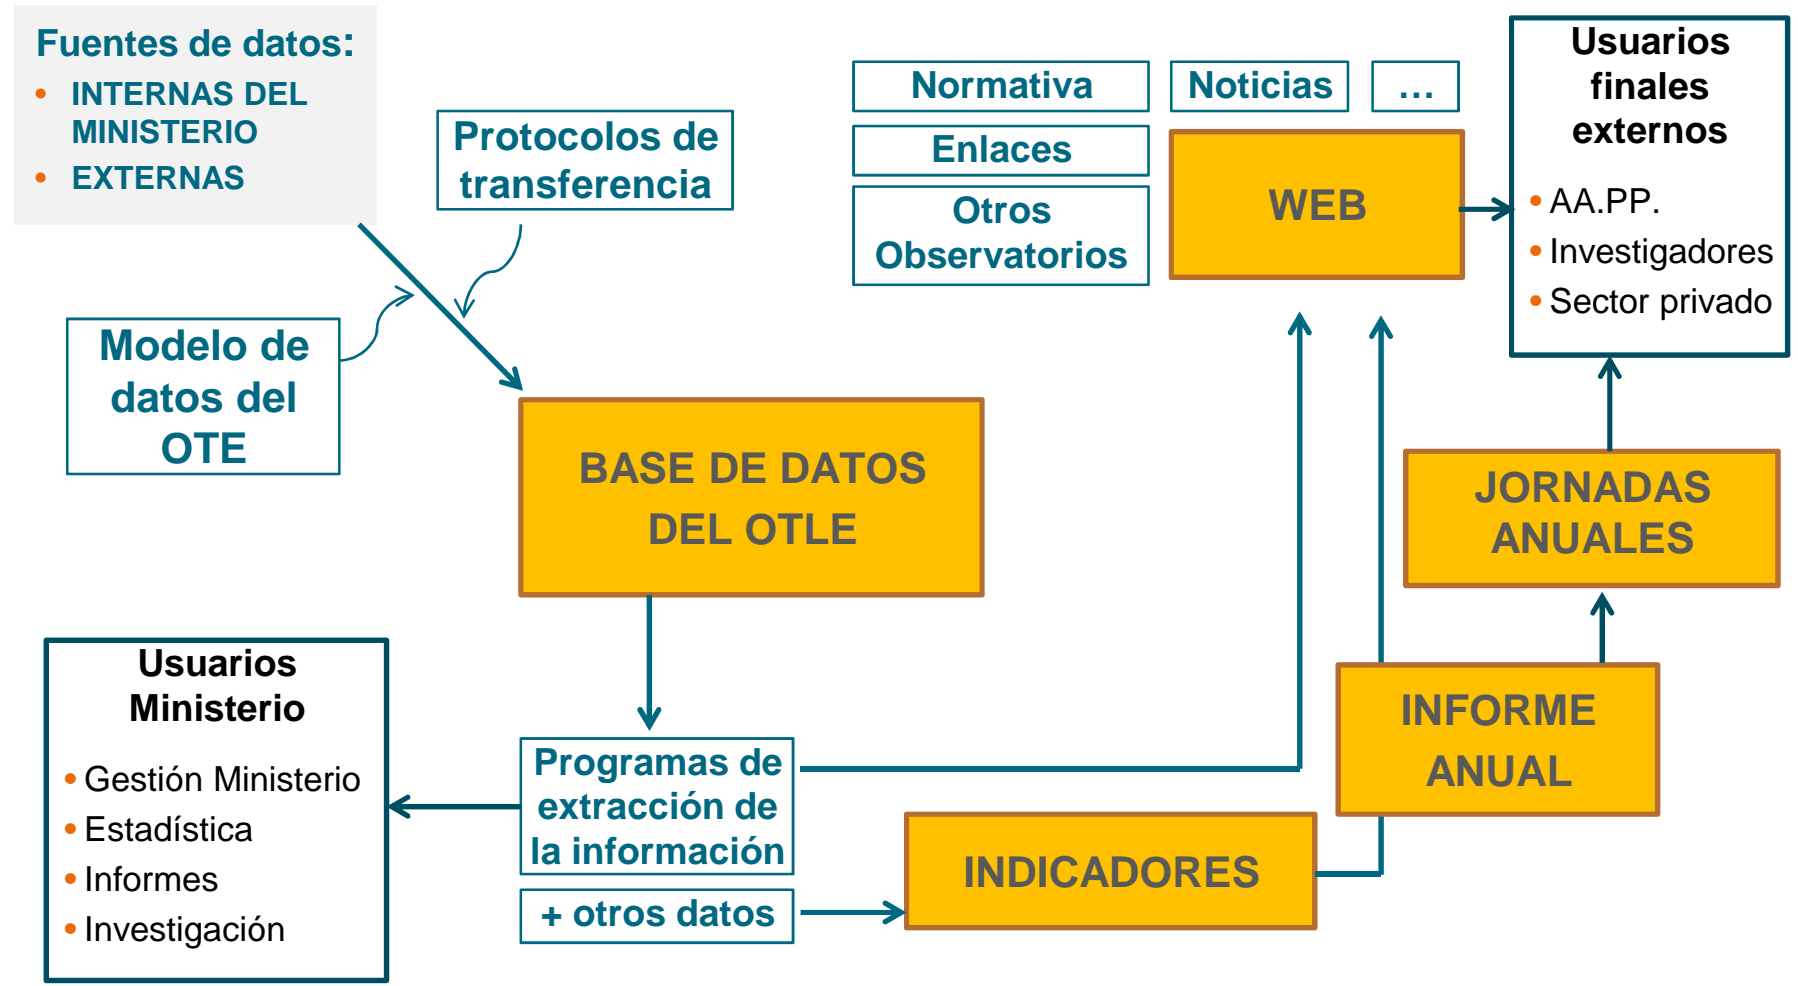 Fuentes de datos:
• INTERNAS DEL
MINISTERIO
• EXTERNAS
Protocolos de
transferencia
Modelo de
datos del
OTE
BASE DE DATOS
DEL OTLE
Normativa
Noticias
...
Enlaces
Otros
Observatorios
WEB
Usuarios
finales
externos
• AA.PP.
• Investigadores
• Sector privado
JORNADAS
ANUALES
INFORME
ANUAL
Usuarios
Ministerio
• Gestión Ministerio
• Estadística
• Informes
• Investigación
Programas de
extracción de
la información
+ otros datos
INDICADORES